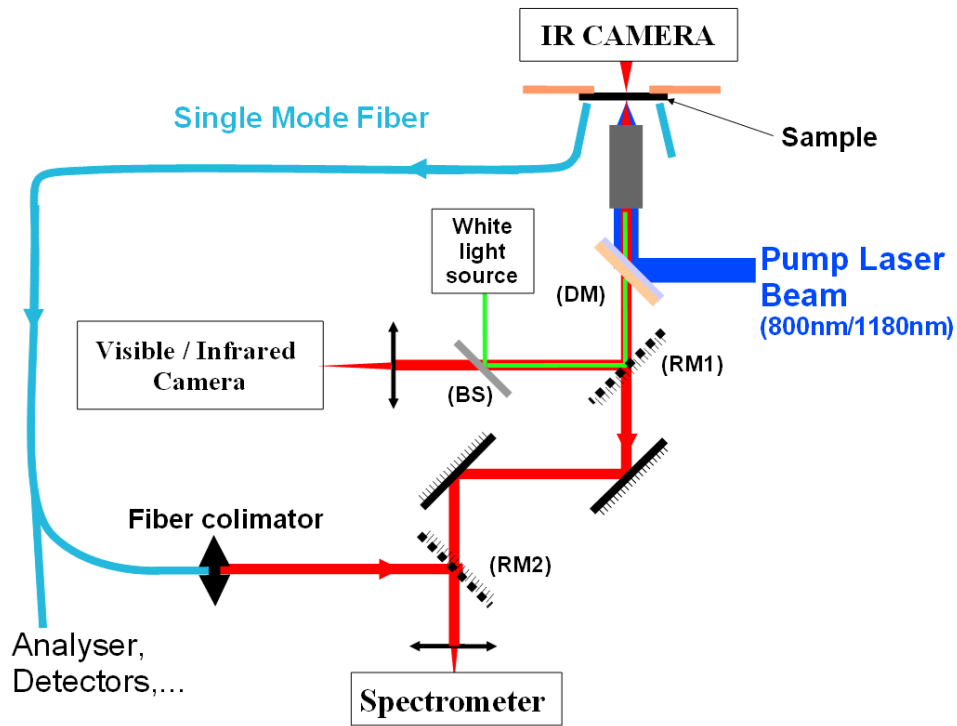 IR CAMERA
Single Mode Fiber
Sample
White
light
source
Pump Laser
Beam
(800nm/1180nm)
(DM)
Visible / Infrared
Camera
(RM1)
(BS)
Fiber colimator
(RM2)
Analyser,
Detectors,...
Spectrometer